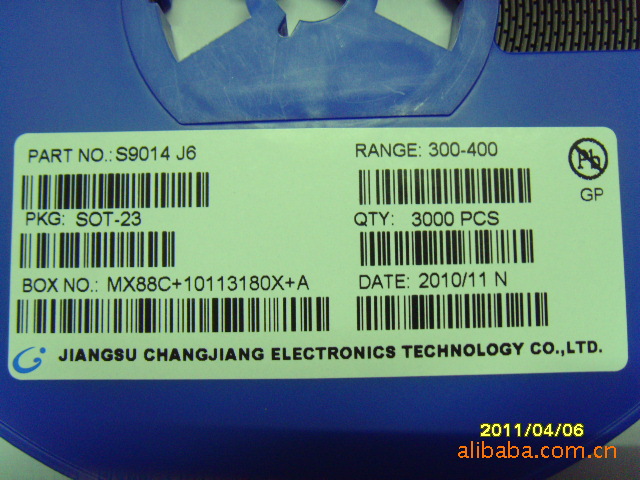 PART NO.: S9014 J6
RANGE: 300-400
Pb
GP
PKG: SOT-23
QTY: 3000 PCS
BOX NO.: MX88C+10113180X+A
DATE: 2010/11 N
JIANGSU CHANGJIANG ELECTRONICS TECHNOLOGY CO.,LTD.
2011/04/06
alibaba.com.cn